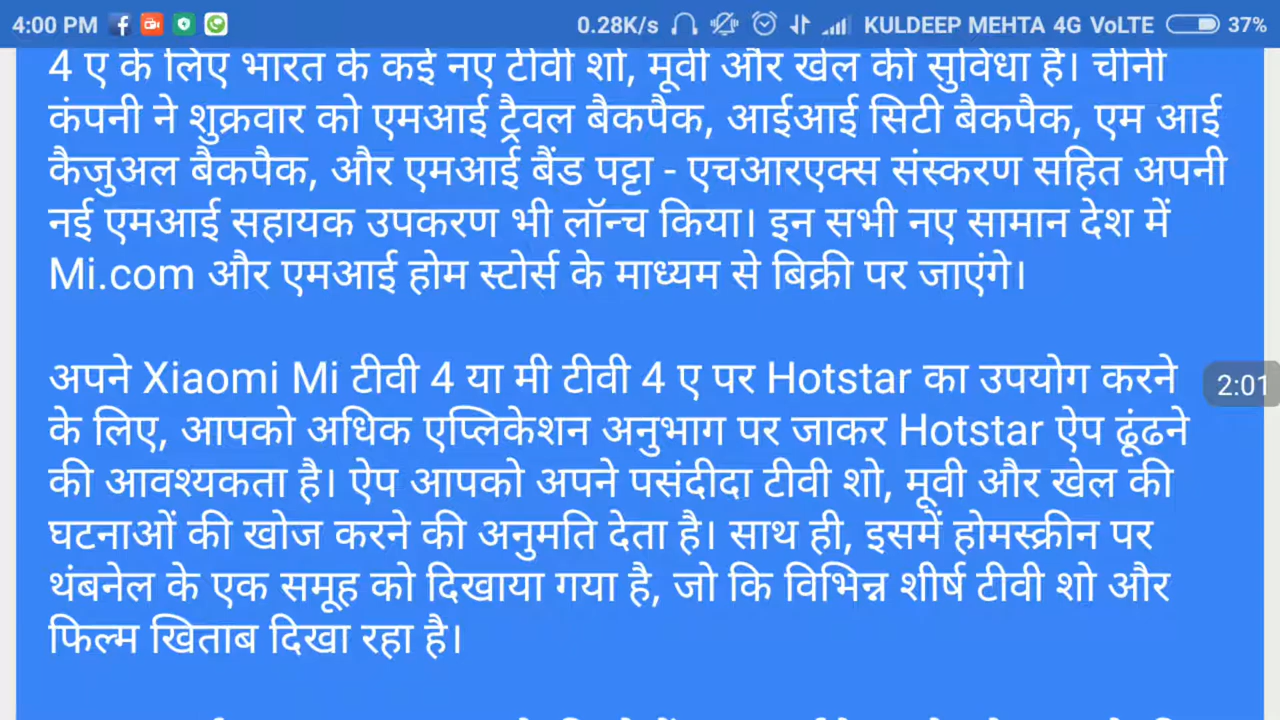 4:00 PM 0.28K/s KULDEEP MEHTA 4G VoLTE 37%
4 ए के लिए भारत के कई नए टीवी शो, मूवी और खेल की सुविधा है। चीनी
कंपनी ने शुक्रवार को एमआई ट्रैवल बैकपैक, आईआई सिटी बैकपैक, एम आई
कैजुअल बैकपैक, और एमआई बैंड पट्टा - एचआरएक्स संस्करण सहित अपनी
नई एमआई सहायक उपकरण भी लॉन्च किया। इन सभी नए सामान देश में
Mi.com और एमआई होम स्टोर्स के माध्यम से बिक्री पर जाएंगे।
अपने Xiaomi Mi टीवी 4 या मी टीवी 4 ए पर Hotstar का उपयोग करने
2:01
के लिए, आपको अधिक एप्लिकेशन अनुभाग पर जाकर Hotstar ऐप ढूंढने
की आवश्यकता है। ऐप आपको अपने पसंदीदा टीवी शो, मूवी और खेल की
घटनाओं की खोज करने की अनुमति देता है। साथ ही, इसमें होमस्क्रीन पर
थंबनेल के एक समूह को दिखाया गया है, जो कि विभिन्न शीर्ष टीवी शो और
फिल्म खिताब दिखा रहा है।